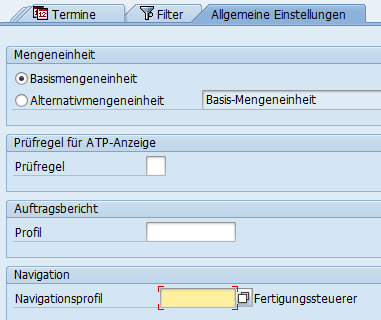 Termine Filter Allgemeine Einstellungen
Mengeneinheit
Basismengeneinheit
Alternativmengeneinheit Basis-Mengeneinheit
Prüfregel für ATP-Anzeige
Prüfregel
Auftragsbericht
Profil
Navigation
Navigationsprofil Fertigungssteuerer